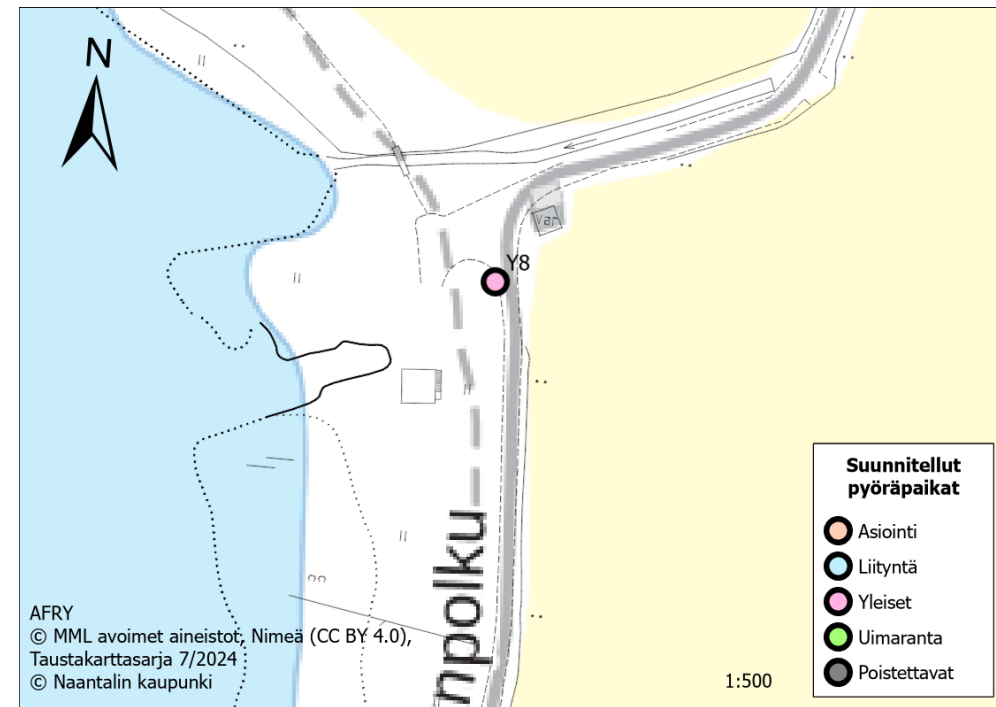 N
var
Y8
npolku
Suunnitellut
pyöräpaikat
Asiointi
Liityntä
Yleiset
Uimaranta
Poistettavat
AFRY
© MML avoimet aineistot, Nimeä (CC BY 4.0),
Taustakarttasarja 7/2024
© Naantalin kaupunki
1:500